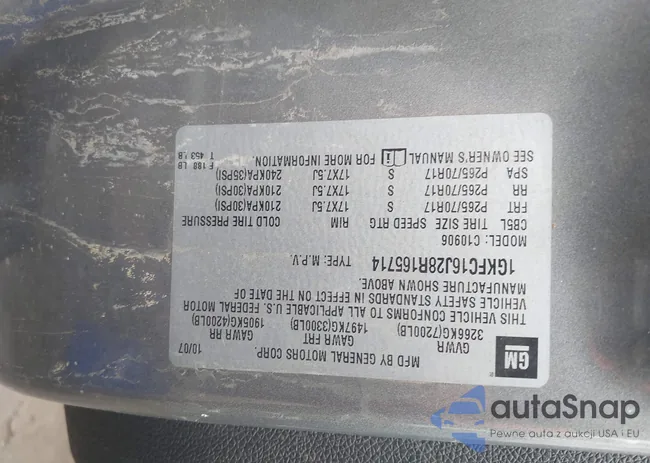 GM
MFD BY GENERAL MOTORS CORP. 10/07
GVWR GAWR FRT GAWR RR
3266KG(7200LB) 1497KG(3300LB) 1905KG(4200LB)
THIS VEHICLE CONFORMS TO ALL APPLICABLE U.S. FEDERAL MOTOR
VEHICLE SAFETY STANDARDS IN EFFECT ON THE DATE OF
MANUFACTURE SHOWN ABOVE.
1GKFC16J28R165714 TYPE: M.P.V.
MODEL: C10906
CB5L TIRE SIZE SPEED RTG RIM COLD TIRE PRESSURE
FRT P265/70R17 S 17X7.5J 210KPA(30PSI)
RR P265/70R17 S 17X7.5J 210KPA(30PSI)
SPA P265/70R17 S 17X7.5J 240KPA(35PSI)
SEE OWNER'S MANUAL FOR MORE INFORMATION.
F 188 LB
T 453 LB
autaSnap
Pewne auta z aukcji USA i EU